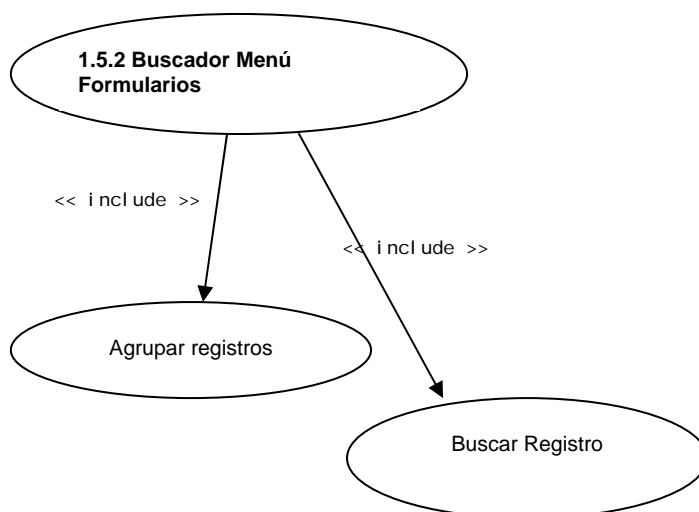 1.5.2 Buscador Menú
Formularios
<< include >>
<< include >>
Agrupar registros
Buscar Registro